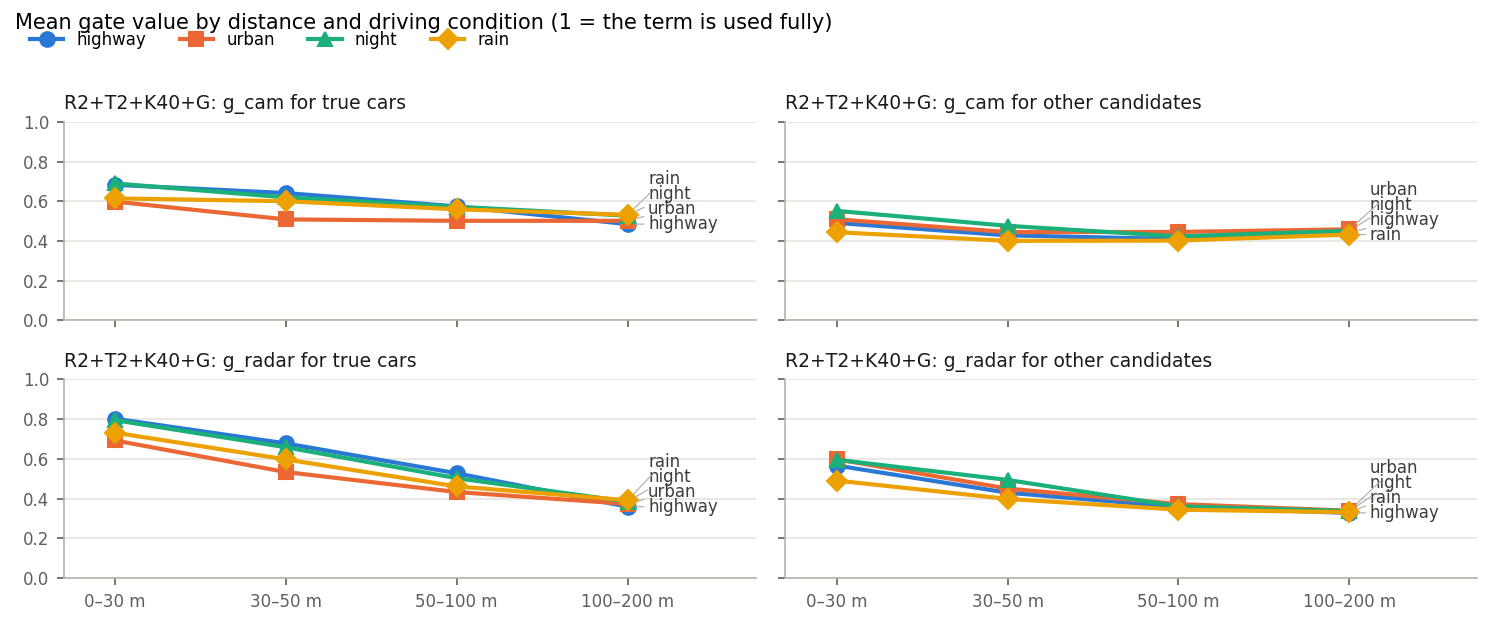 Mean gate value by distance and driving condition (1 = the term is used fully)
highway urban night rain
R2+T2+K40+G: g_cam for true cars
1.0
0.8
0.6
0.4
0.2
0.0
rain
night
urban
highway
R2+T2+K40+G: g_cam for other candidates
urban
night
highway
rain
R2+T2+K40+G: g_radar for true cars
1.0
0.8
0.6
0.4
0.2
0.0
rain
night
urban
highway
0–30 m 30–50 m 50–100 m 100–200 m
R2+T2+K40+G: g_radar for other candidates
urban
night
rain
highway
0–30 m 30–50 m 50–100 m 100–200 m